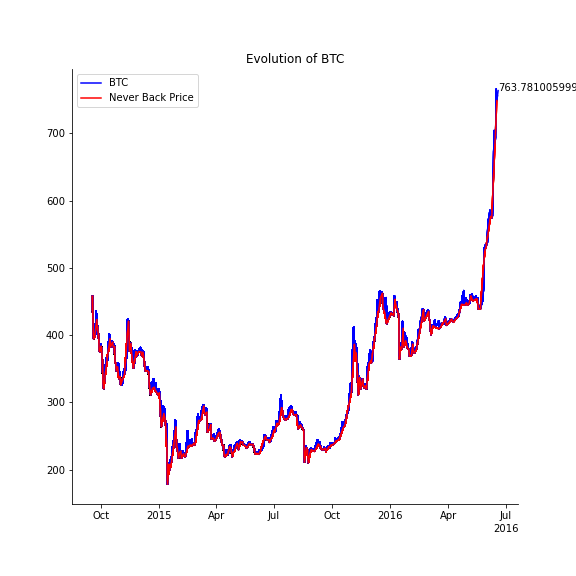 Evolution of BTC
BTC
Never Back Price
763.781005999
700
600
500
400
300
200
Oct
2015
Apr
Jul
Oct
2016
Apr
Jul
2016